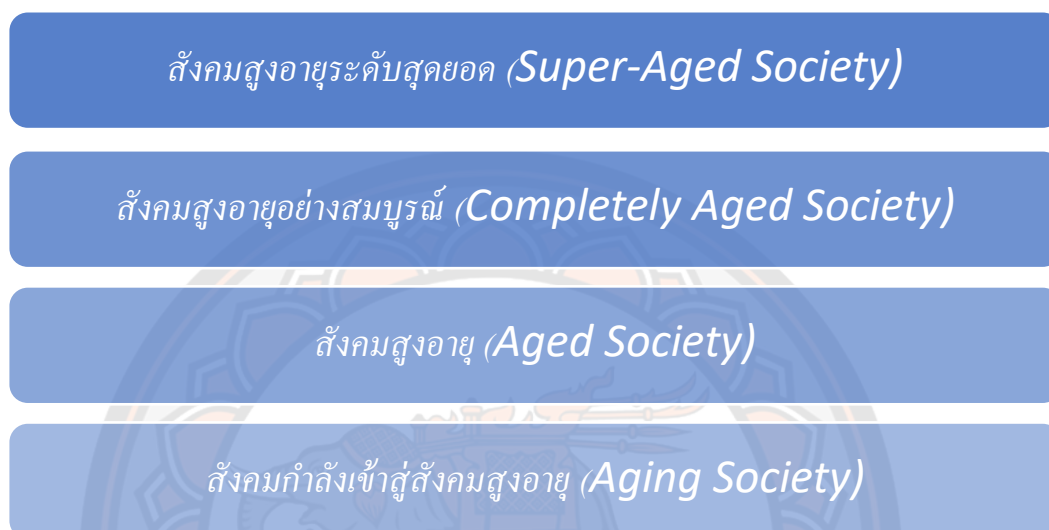 สังคมสูงอายุระดับสุดยอด (Super-Aged Society)
สังคมสูงอายุอย่างสมบูรณ์ (Completely Aged Society)
สังคมสูงอายุ (Aged Society)
สังคมกำลังเข้าสู่สังคมสูงอายุ (Aging Society)